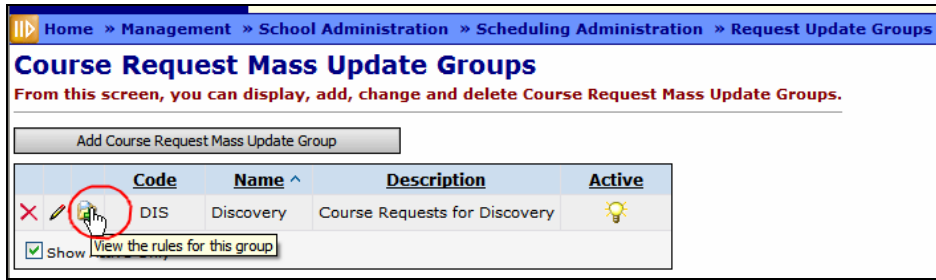 Home » Management » School Administration » Scheduling Administration » Request Update Groups
Course Request Mass Update Groups
From this screen, you can display, add, change and delete Course Request Mass Update Groups.
Add Course Request Mass Update Group
Code Name ^ Description Active
DIS Discovery Course Requests for Discovery
View the rules for this group
Show